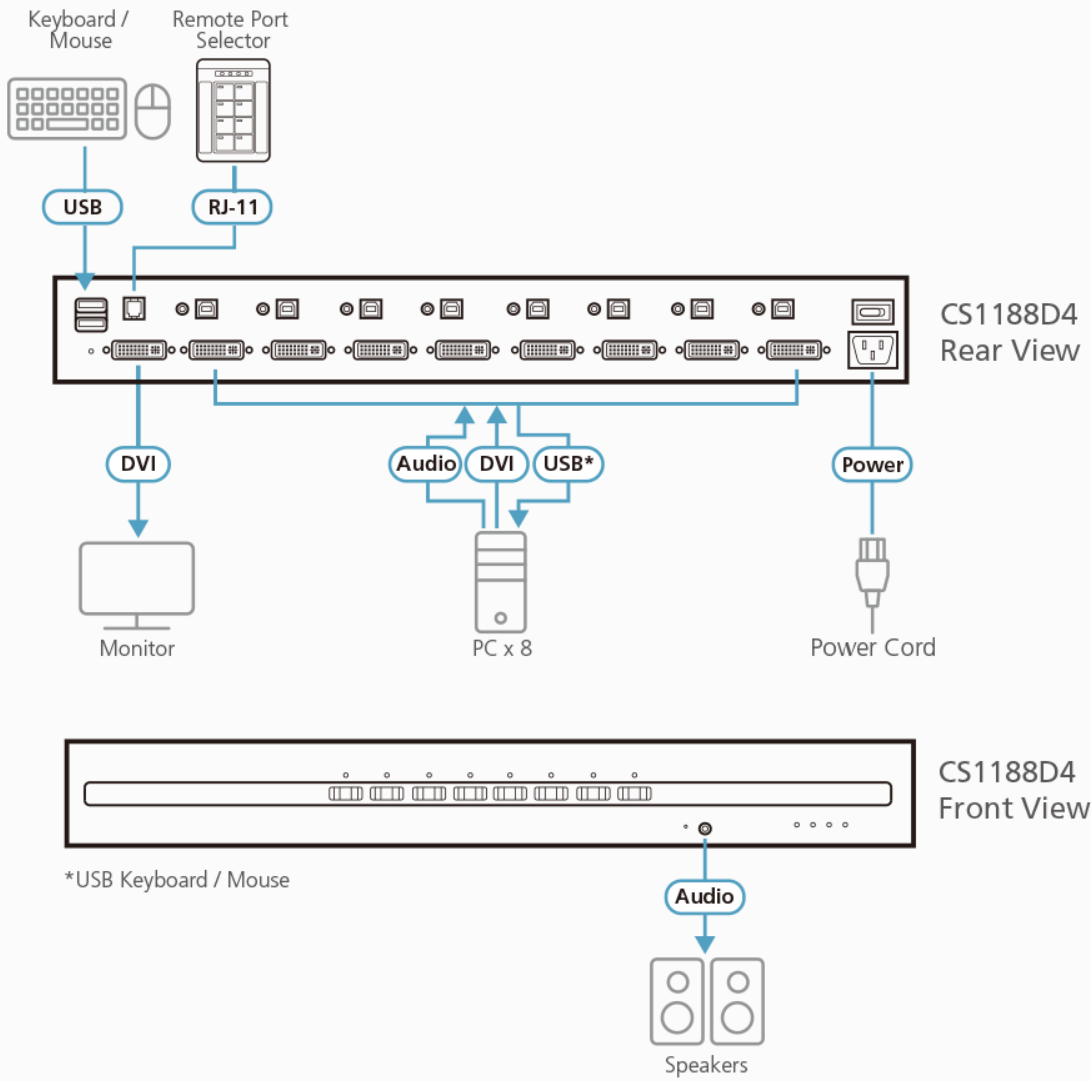 Keyboard /
Mouse
Remote Port
Selector
USB
RJ-11
CS1188D4
Rear View
DVI
Audio
DVI
USB*
Power
Monitor
PC x 8
Power Cord
CS1188D4
Front View
*USB Keyboard / Mouse
Audio
Speakers